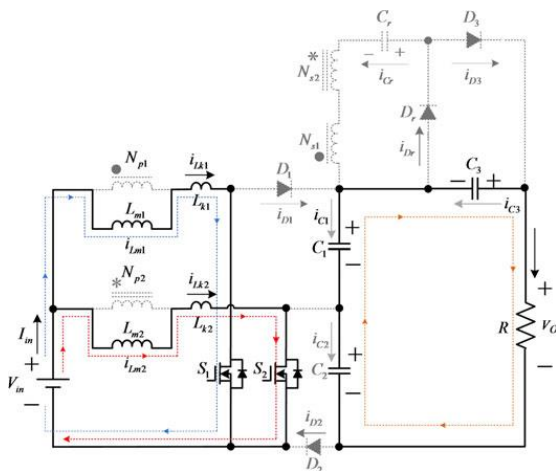 C_r
D_3
− +
*
N_s2
i_Cr
i_D3
D_r
N_s1
i_Dr
N_p1
i_Lk1
D_1
C_3
− +
L_m1
L_k1
i_D1
i_C1
i_C3
i_Lm1
C_1
+
−
* N_p2
i_Lk2
L_m2
L_k2
i_C2
I_in
i_Lm2
S_1
S_2
C_2
+
−
R
+
V_O
−
+
V_in
−
i_D2
D_2